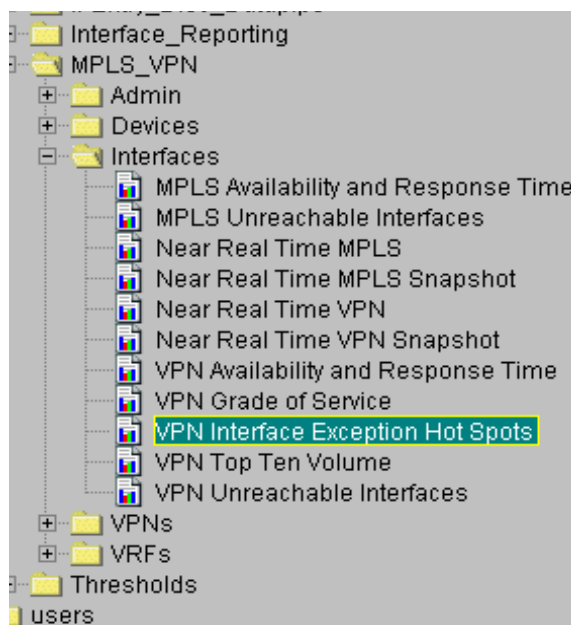 Interface_Reporting
MPLS_VPN
Admin
Devices
Interfaces
MPLS Availability and Response Time
MPLS Unreachable Interfaces
Near Real Time MPLS
Near Real Time MPLS Snapshot
Near Real Time VPN
Near Real Time VPN Snapshot
VPN Availability and Response Time
VPN Grade of Service
VPN Interface Exception Hot Spots
VPN Top Ten Volume
VPN Unreachable Interfaces
VPNs
VRFs
Thresholds
users